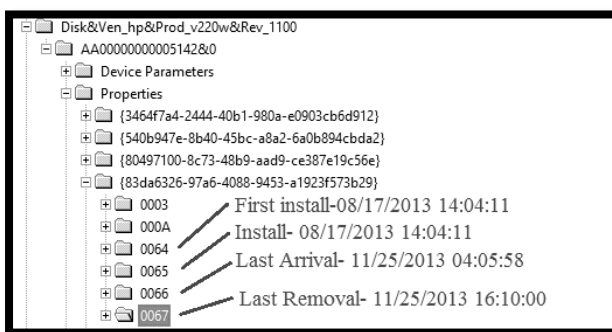 Disk&Ven_hp&Prod_v220w&Rev_1100
AA00000000005142&0
Device Parameters
Properties
{3464f7a4-2444-40b1-980a-e0903cb6d912}
{540b947e-8b40-45bc-a8a2-6a0b894cbda2}
{80497100-8c73-48b9-aad9-ce387e19c56e}
{83da6326-97a6-4088-9453-a1923f573b29}
0003
000A
0064
0065
0066
0067
First install-08/17/2013 14:04:11
Install- 08/17/2013 14:04:11
Last Arrival- 11/25/2013 04:05:58
Last Removal- 11/25/2013 16:10:00